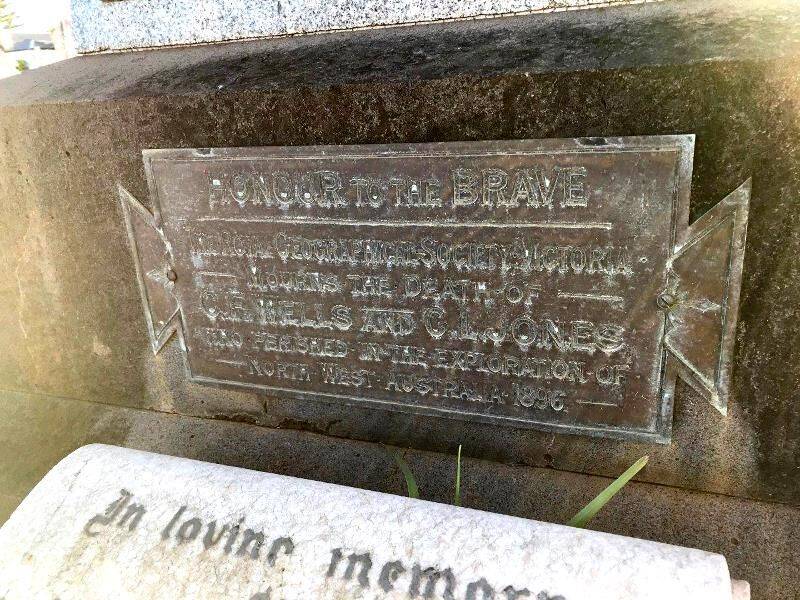 HONOUR TO THE BRAVE
THE ROYAL GEOGRAPHICAL SOCIETY, VICTORIA
MOURNS THE DEATH OF
C.F. WELLS AND G.L. JONES
WHO PERISHED IN THE EXPLORATION OF
NORTH WEST AUSTRALIA 1896
In loving memory